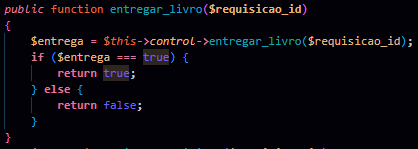 public function entregar_livro($requisicao_id)
{
    $entrega = $this->control->entregar_livro($requisicao_id);
    if ($entrega === true) {
        return true;
    } else {
        return false;
    }
}